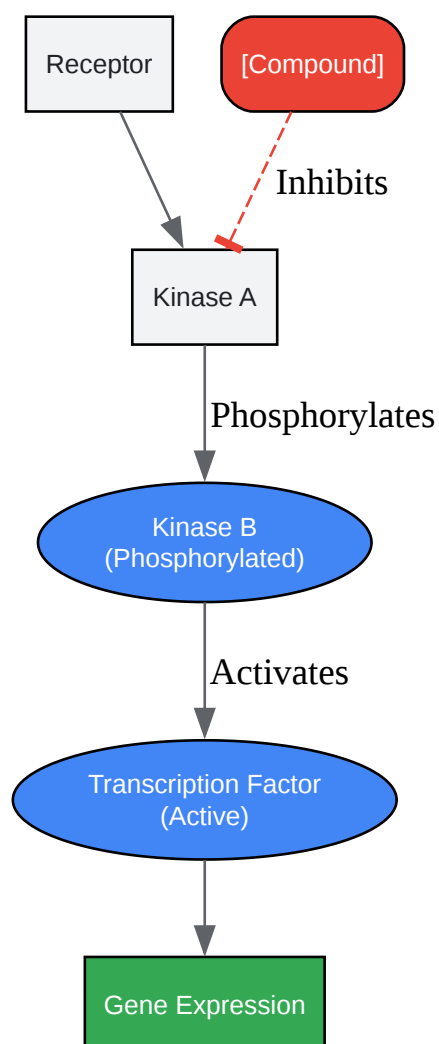 Receptor
[Compound]
Inhibits
Kinase A
Phosphorylates
Kinase B
(Phosphorylated)
Activates
Transcription Factor
(Active)
Gene Expression